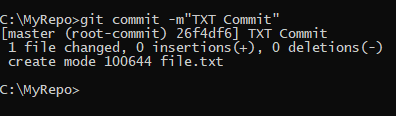 C:\MyRepo>git commit -m"TXT Commit"
[master (root-commit) 26f4df6] TXT Commit
 1 file changed, 0 insertions(+), 0 deletions(-)
 create mode 100644 file.txt
C:\MyRepo>